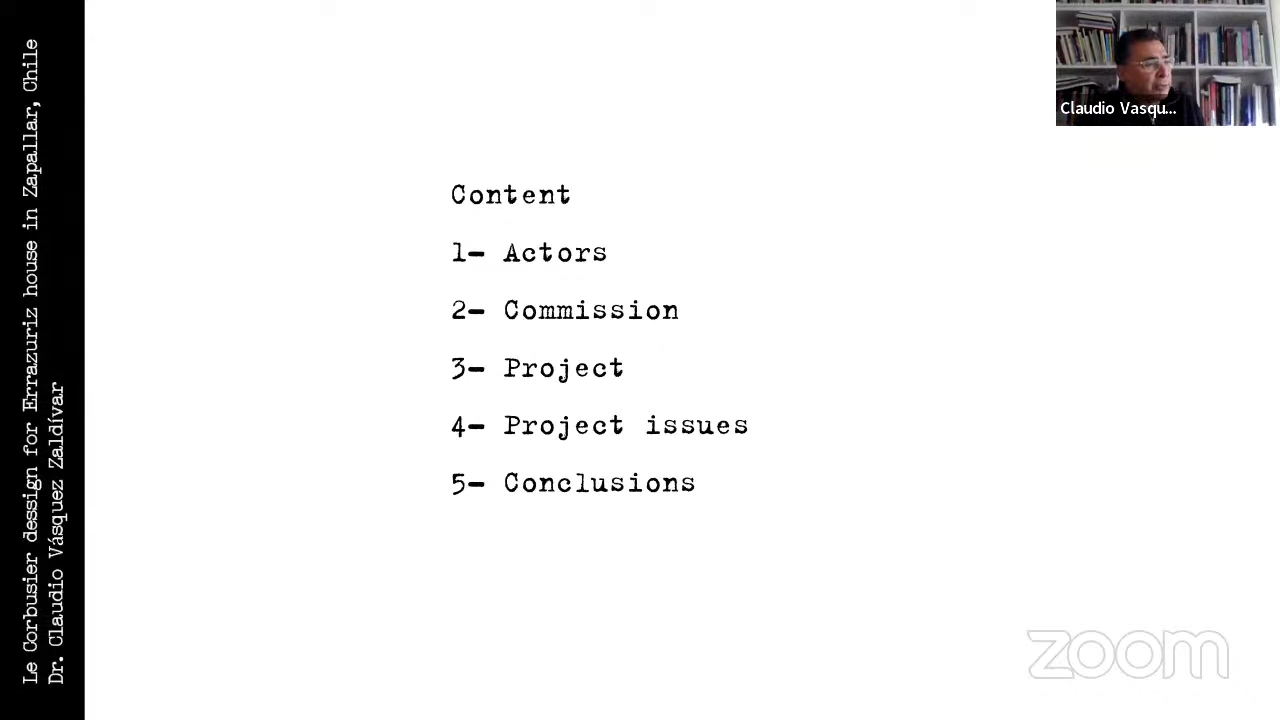 Le Corbusier dessign for Errazuriz house in Zapallar, Chile
Dr. Claudio Vásquez Zaldívar
Claudio Vasqu...
Content
1- Actors
2- Commission
3- Project
4- Project issues
5- Conclusions
zoom